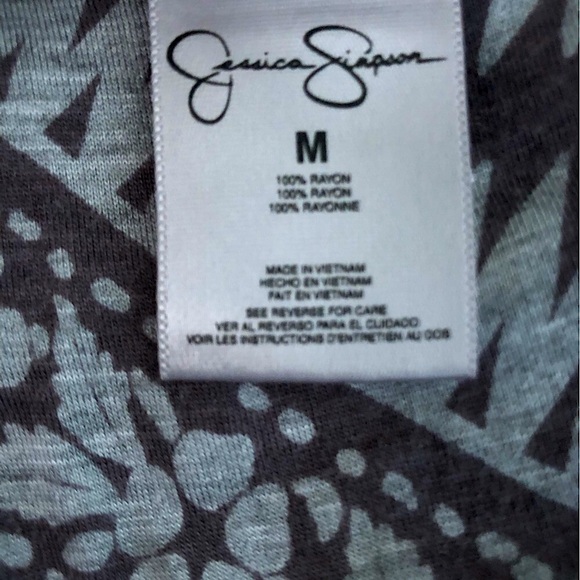 Jessica Simpson
M
100% RAYON
100% RAYON
100% RAYONNE
MADE IN VIETNAM
HECHO EN VIETNAM
FAIT EN VIETNAM
SEE REVERSE FOR CARE
VER AL REVERSO PARA EL CUIDADO
VOIR LES INSTRUCTIONS D'ENTRETIEN AU DOS